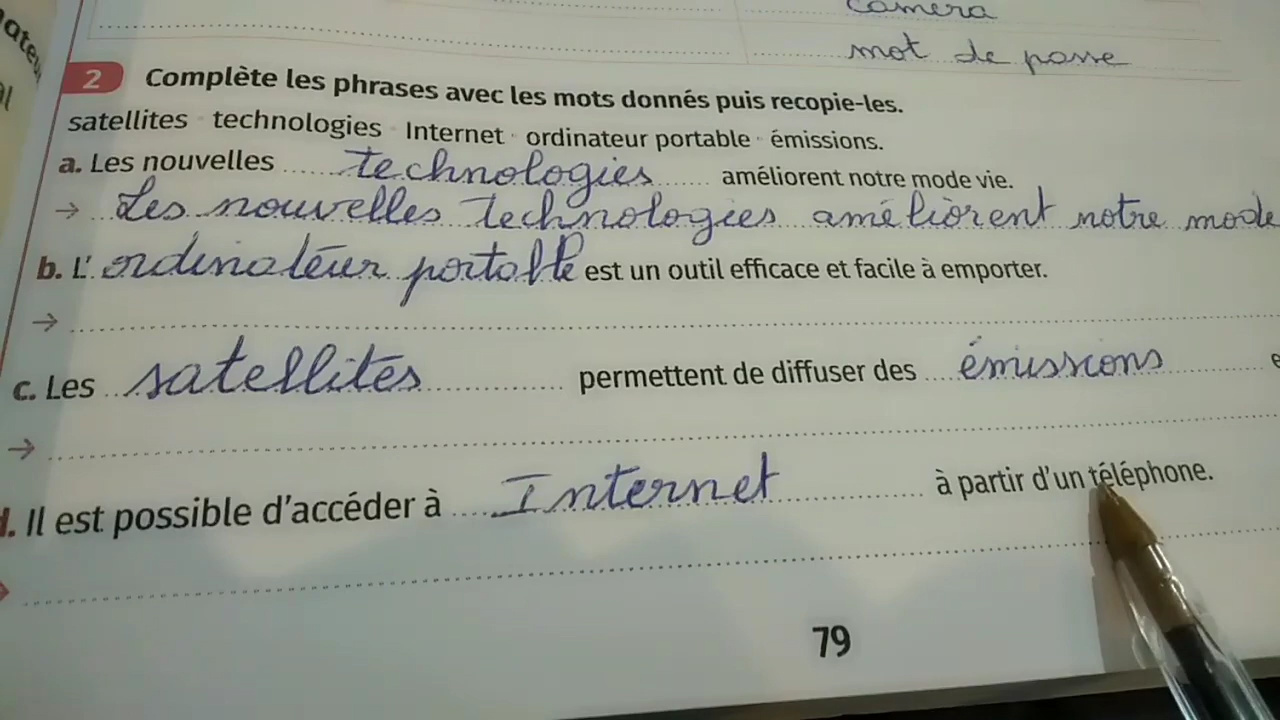 camera
mot de passe
2 Complète les phrases avec les mots donnés puis recopie-les.
satellites · technologies · Internet · ordinateur portable · émissions.
a. Les nouvelles ...... technologies ...... améliorent notre mode vie.
→ Les nouvelles technologies améliorent notre mode
b. L' ordinateur portable est un outil efficace et facile à emporter.
→
c. Les satellites permettent de diffuser des émissions
→
d. Il est possible d'accéder à Internet à partir d'un téléphone.
79